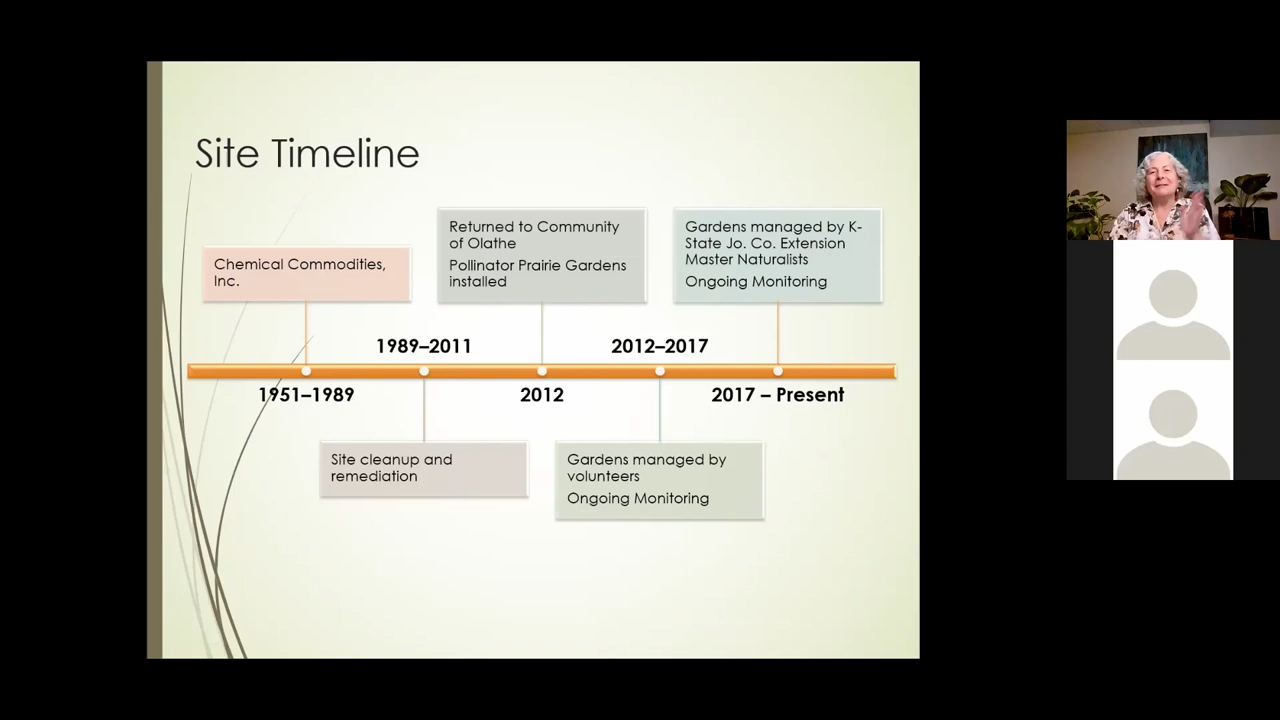 Site Timeline
Chemical Commodities,
Inc.
Returned to Community
of Olathe
Pollinator Prairie Gardens
installed
Gardens managed by K-
State Jo. Co. Extension
Master Naturalists
Ongoing Monitoring
1989–2011
2012–2017
1951–1989
2012
2017 – Present
Site cleanup and
remediation
Gardens managed by
volunteers
Ongoing Monitoring